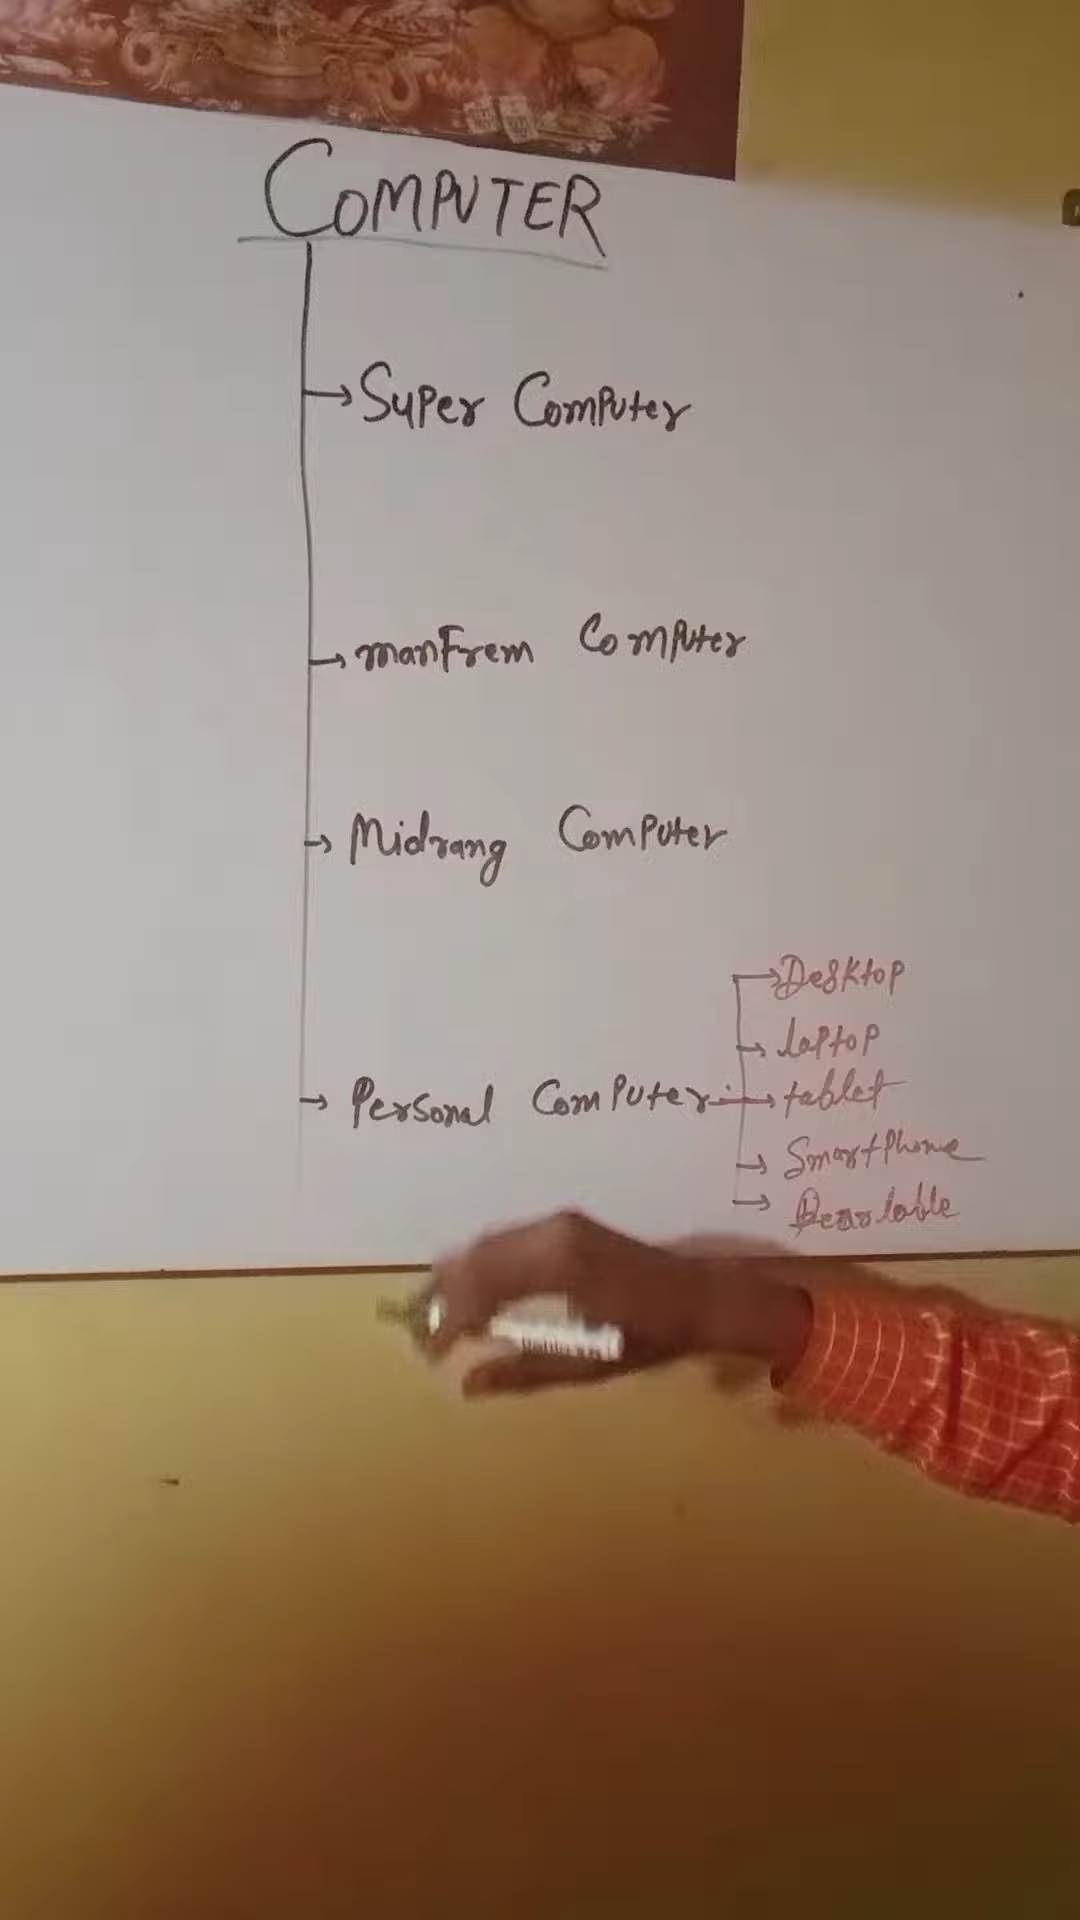 COMPUTER
Super Computer
manFrem Computer
Midrang Computer
Desktop
laptop
Personal Computer
tablet
Smartphone